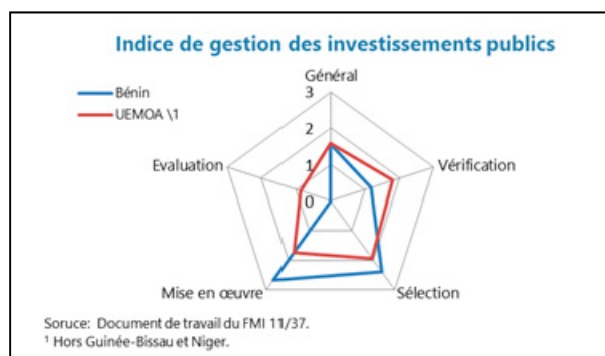 Indice de gestion des investissements publics
Général
Bénin
UEMOA \1
3
2
1
0
Evaluation
Vérification
Mise en œuvre
Sélection
Soruce: Document de travail du FMI 11/37.
¹ Hors Guinée-Bissau et Niger.